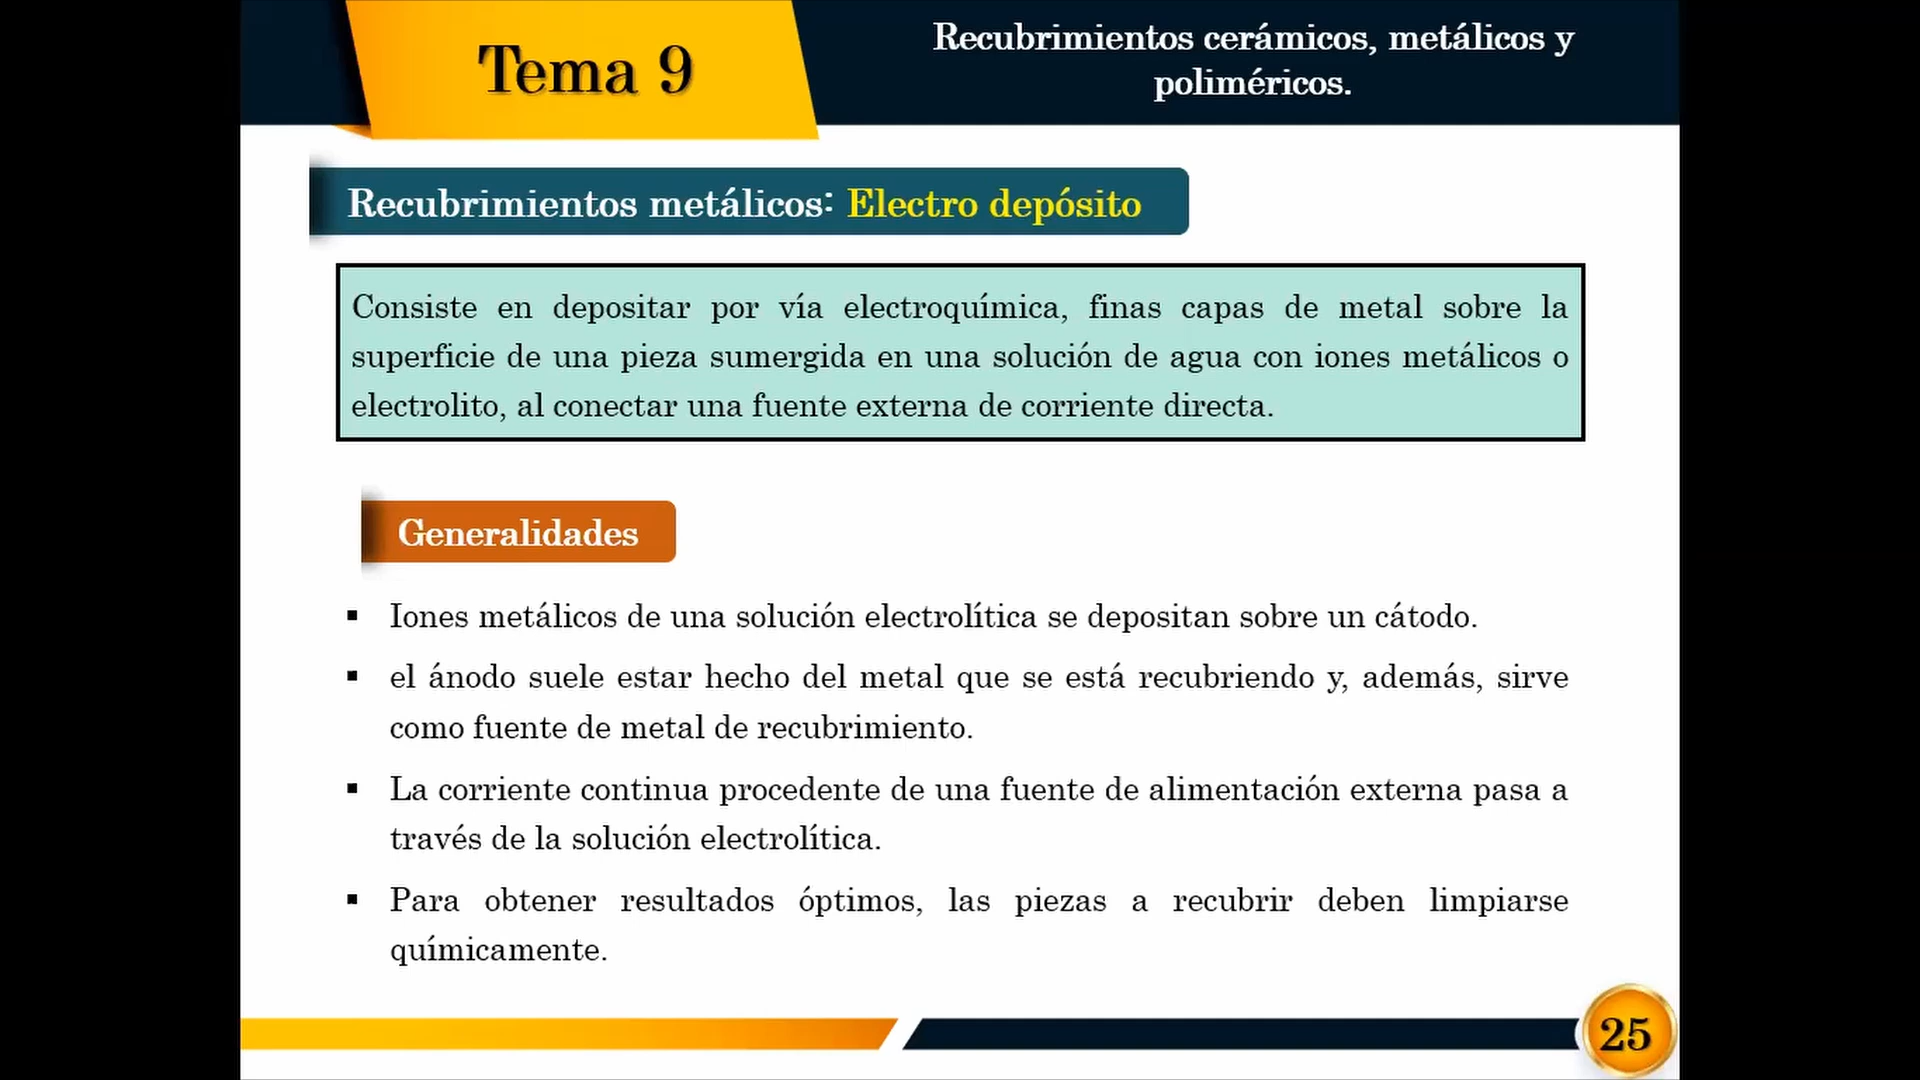 Tema 9
Recubrimientos cerámicos, metálicos y
poliméricos.
Recubrimientos metálicos: Electro depósito
Consiste en depositar por vía electroquímica, finas capas de metal sobre la
superficie de una pieza sumergida en una solución de agua con iones metálicos o
electrolito, al conectar una fuente externa de corriente directa.
Generalidades
▪ Iones metálicos de una solución electrolítica se depositan sobre un cátodo.
▪ el ánodo suele estar hecho del metal que se está recubriendo y, además, sirve
como fuente de metal de recubrimiento.
▪ La corriente continua procedente de una fuente de alimentación externa pasa a
través de la solución electrolítica.
▪ Para obtener resultados óptimos, las piezas a recubrir deben limpiarse
químicamente.
25